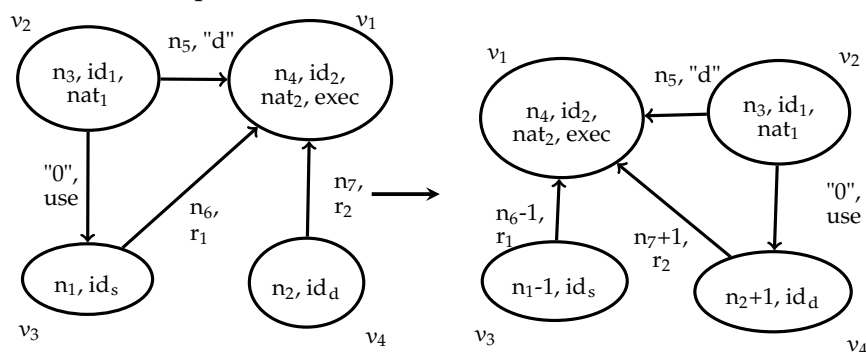 v₂
v₁
n₃, id₁,
nat₁
n₅, "d"
n₄, id₂,
nat₂, exec
"0",
use
n₆,
r₁
n₇,
r₂
n₁, idₛ
n₂, id_d
v₃
v₄
v₁
v₂
n₄, id₂,
nat₂, exec
n₅, "d"
n₃, id₁,
nat₁
n₆-1,
r₁
n₇+1,
r₂
"0",
use
n₁-1, idₛ
n₂+1, id_d
v₃
v₄